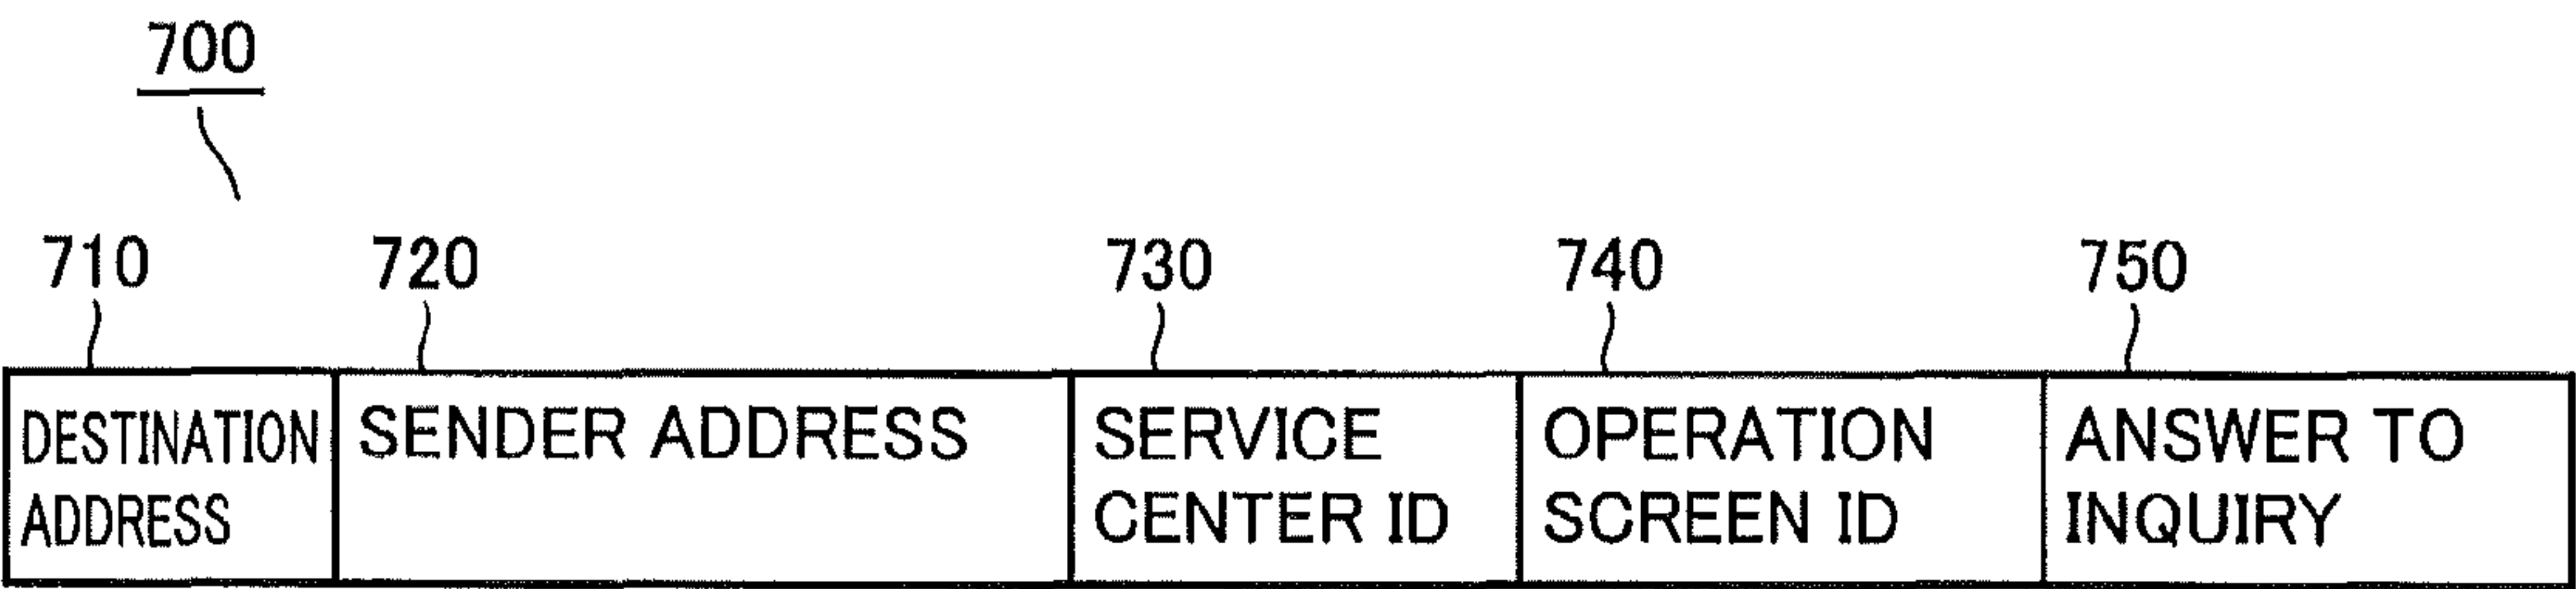 700
710 720 730 740 750
DESTINATION ADDRESS
SENDER ADDRESS
SERVICE CENTER ID
OPERATION SCREEN ID
ANSWER TO INQUIRY